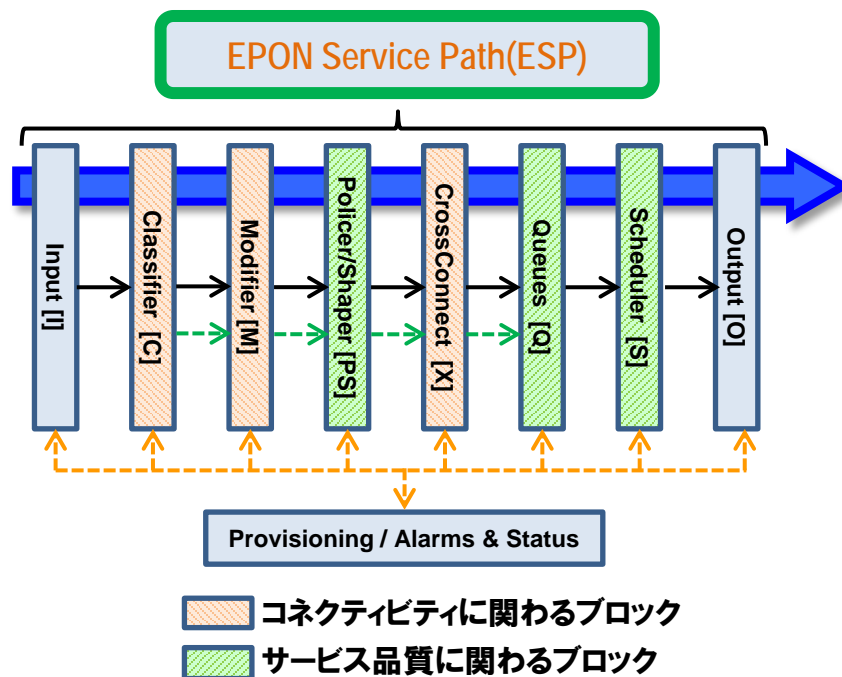 EPON Service Path(ESP)
Input [I]
Classifier [C]
Modifier [M]
Policer/Shaper [PS]
CrossConnect [X]
Queues [Q]
Scheduler [S]
Output [O]
Provisioning / Alarms & Status
コネクティビティに関わるブロック
サービス品質に関わるブロック